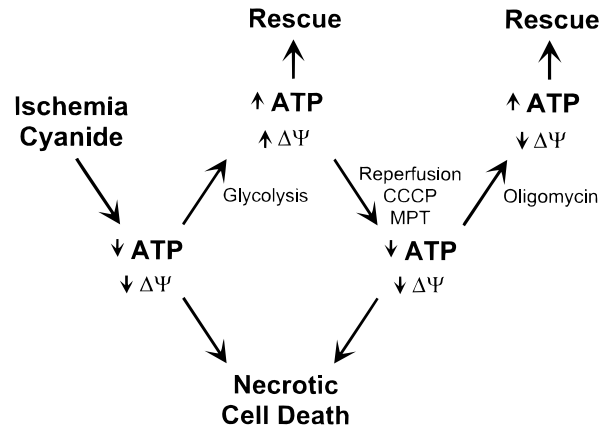 Rescue
Rescue
Ischemia
Cyanide
↑ ATP
↑ ΔΨ
↑ ATP
↓ ΔΨ
Glycolysis
Reperfusion
CCCP
MPT
Oligomycin
↓ ATP
↓ ΔΨ
↓ ATP
↓ ΔΨ
Necrotic
Cell Death